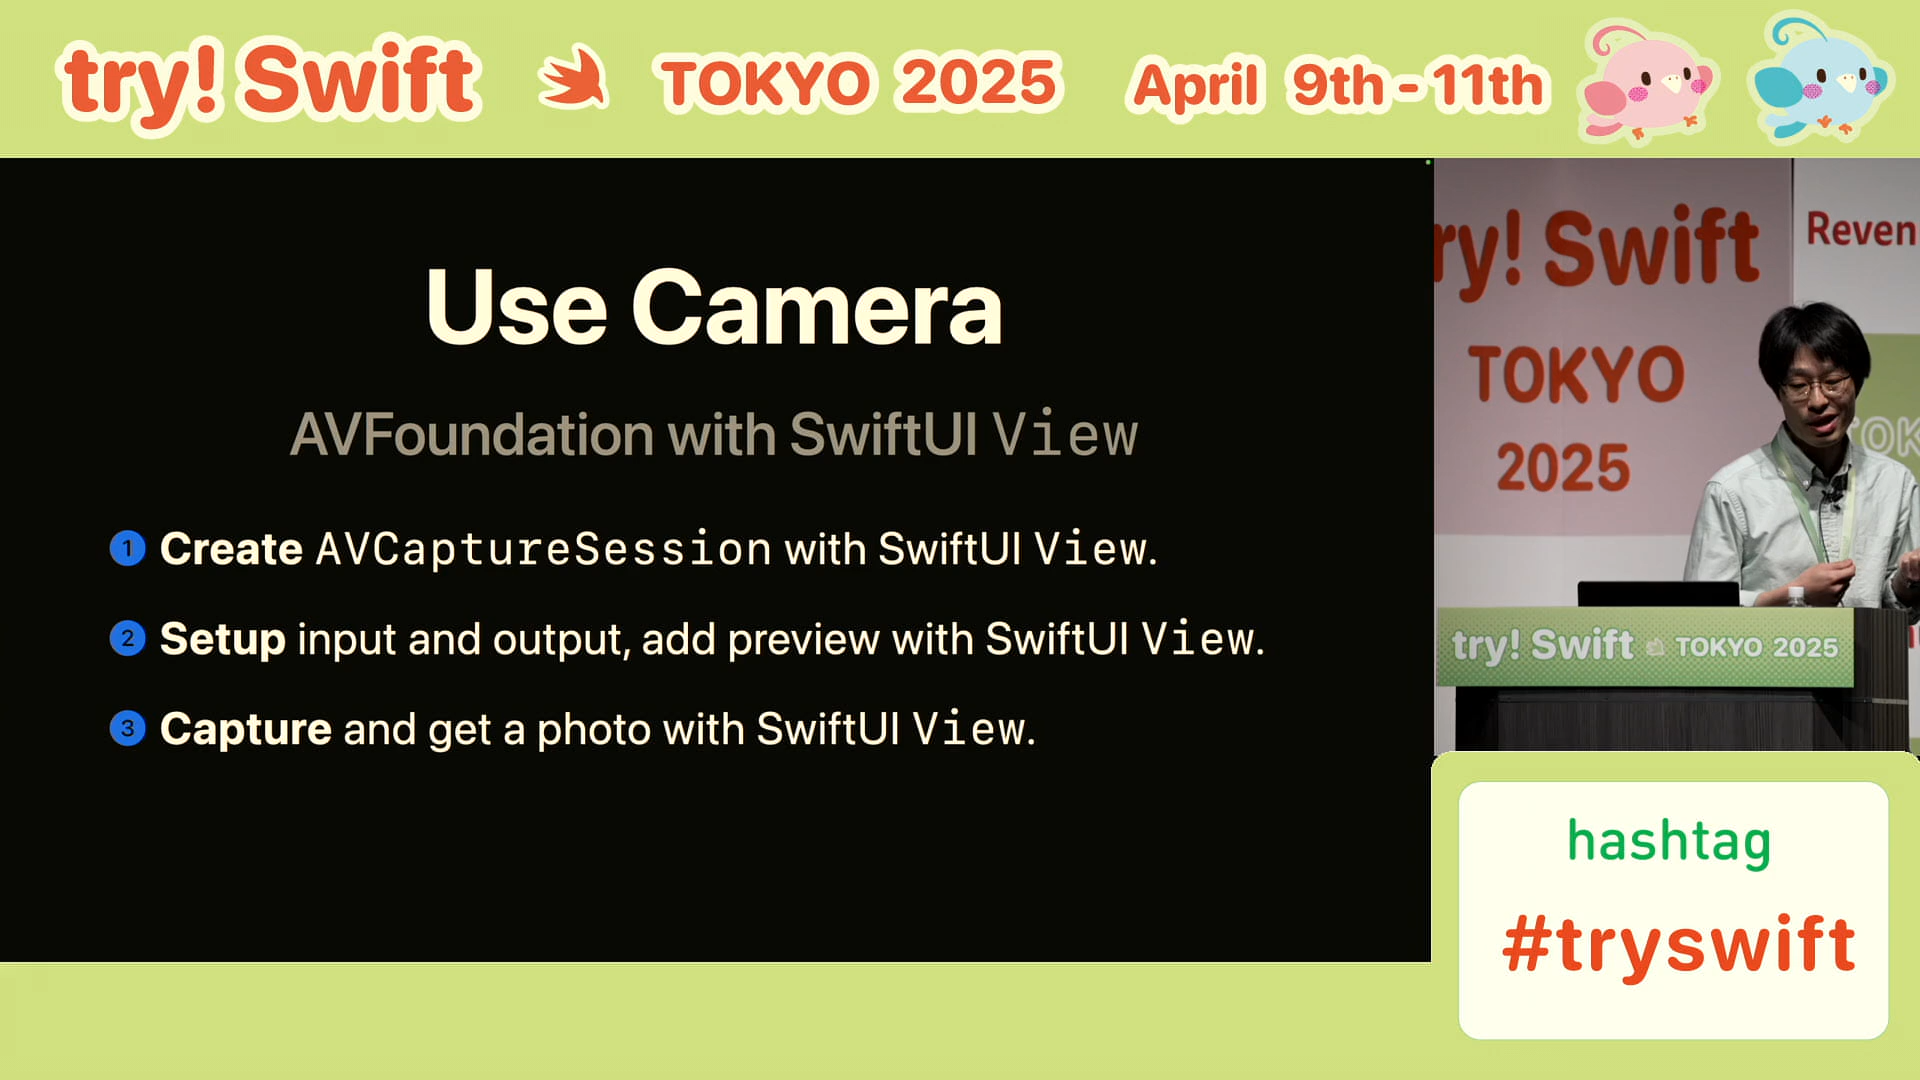 try! Swift TOKYO 2025 April 9th-11th
Use Camera
AVFoundation with SwiftUI View
1 Create AVCaptureSession with SwiftUI View.
2 Setup input and output, add preview with SwiftUI View.
3 Capture and get a photo with SwiftUI View.
ry! Swift
TOKYO
2025
Reven
TOK
try! Swift TOKYO 2025
hashtag
#tryswift